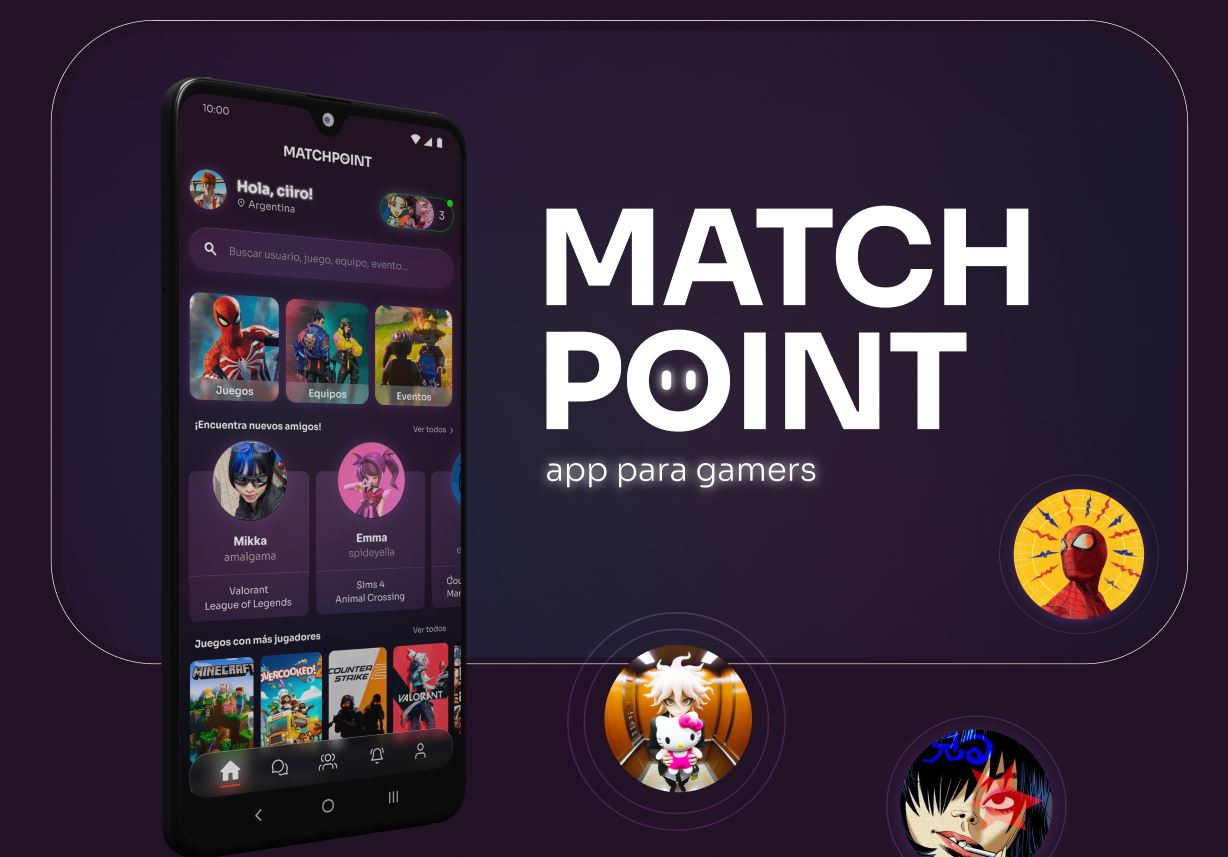 10:00
MATCHPOINT
Hola, ciiro!
Argentina
3
Buscar usuario, juego, equipo, evento...
Juegos
Equipos
Eventos
¡Encuentra nuevos amigos!
Ver todos
Mikka
amalgama
Valorant
League of Legends
Emma
spideyella
Sims 4
Animal Crossing
Juegos con más jugadores
Ver todos
MINECRAF
OVERCOOKED!
COUNTER
STRIKE 2
VALORANT
MATCH
POINT
app para gamers